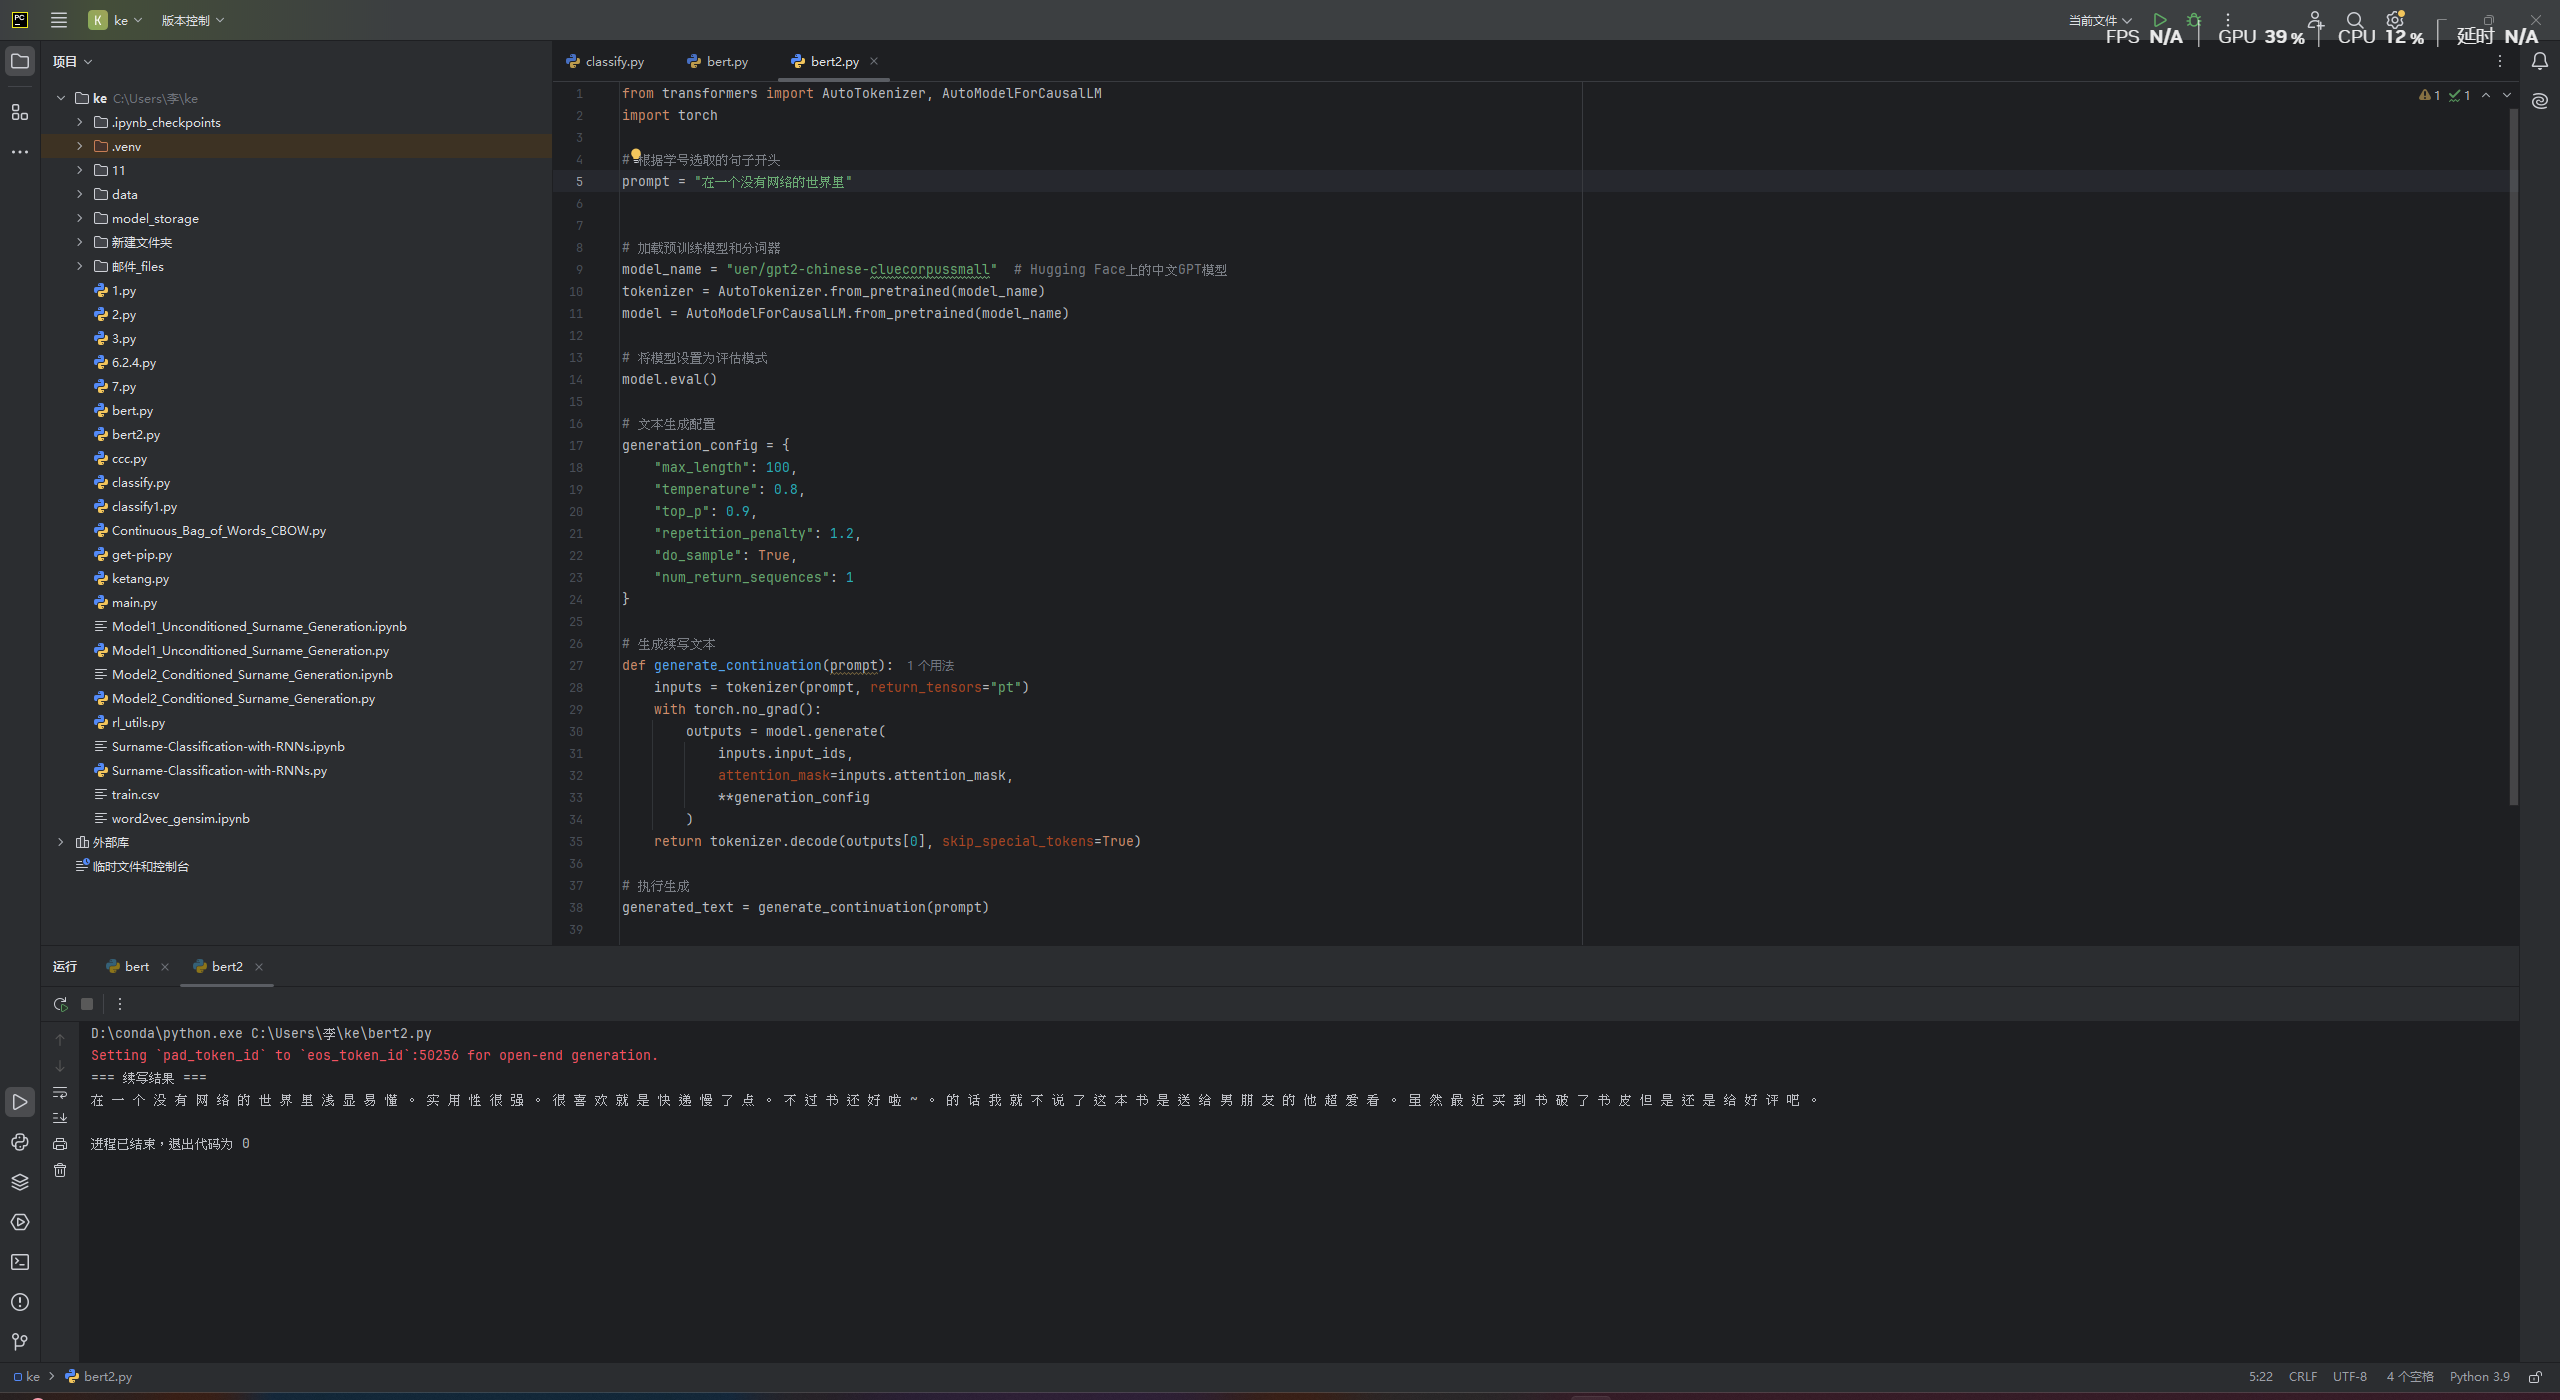 PC
K ke 版本控制
当前文件
FPS N/A GPU 39 % CPU 12 % 延时 N/A
项目
classify.py bert.py bert2.py
ke C:\Users\李\ke
.ipynb_checkpoints
.venv
11
data
model_storage
新建文件夹
邮件_files
1.py
2.py
3.py
6.2.4.py
7.py
bert.py
bert2.py
ccc.py
classify.py
classify1.py
Continuous_Bag_of_Words_CBOW.py
get-pip.py
ketang.py
main.py
Model1_Unconditioned_Surname_Generation.ipynb
Model1_Unconditioned_Surname_Generation.py
Model2_Conditioned_Surname_Generation.ipynb
Model2_Conditioned_Surname_Generation.py
rl_utils.py
Surname-Classification-with-RNNs.ipynb
Surname-Classification-with-RNNs.py
train.csv
word2vec_gensim.ipynb
外部库
临时文件和控制台
1 from transformers import AutoTokenizer, AutoModelForCausalLM
2 import torch
3
4 # 根据学号选取的句子开头
5 prompt = "在一个没有网络的世界里"
6
7
8 # 加载预训练模型和分词器
9 model_name = "uer/gpt2-chinese-cluecorpussmall"  # Hugging Face上的中文GPT模型
10 tokenizer = AutoTokenizer.from_pretrained(model_name)
11 model = AutoModelForCausalLM.from_pretrained(model_name)
12
13 # 将模型设置为评估模式
14 model.eval()
15
16 # 文本生成配置
17 generation_config = {
18     "max_length": 100,
19     "temperature": 0.8,
20     "top_p": 0.9,
21     "repetition_penalty": 1.2,
22     "do_sample": True,
23     "num_return_sequences": 1
24 }
25
26 # 生成续写文本
27 def generate_continuation(prompt): 1 个用法
28     inputs = tokenizer(prompt, return_tensors="pt")
29     with torch.no_grad():
30         outputs = model.generate(
31             inputs.input_ids,
32             attention_mask=inputs.attention_mask,
33             **generation_config
34         )
35     return tokenizer.decode(outputs[0], skip_special_tokens=True)
36
37 # 执行生成
38 generated_text = generate_continuation(prompt)
39
1 1
运行 bert bert2
D:\conda\python.exe C:\Users\李\ke\bert2.py
Setting `pad_token_id` to `eos_token_id`:50256 for open-end generation.
=== 续写结果 ===
在 一 个 没 有 网 络 的 世 界 里 浅 显 易 懂 。 实 用 性 很 强 。 很 喜 欢 就 是 快 递 慢 了 点 。 不 过 书 还 好 啦 ~ 。 的 话 我 就 不 说 了 这 本 书 是 送 给 男 朋 友 的 他 超 爱 看 。 虽 然 最 近 买 到 书 破 了 书 皮 但 是 还 是 给 好 评 吧 。
进程已结束，退出代码为 0
ke bert2.py
5:22 CRLF UTF-8 4 个空格 Python 3.9